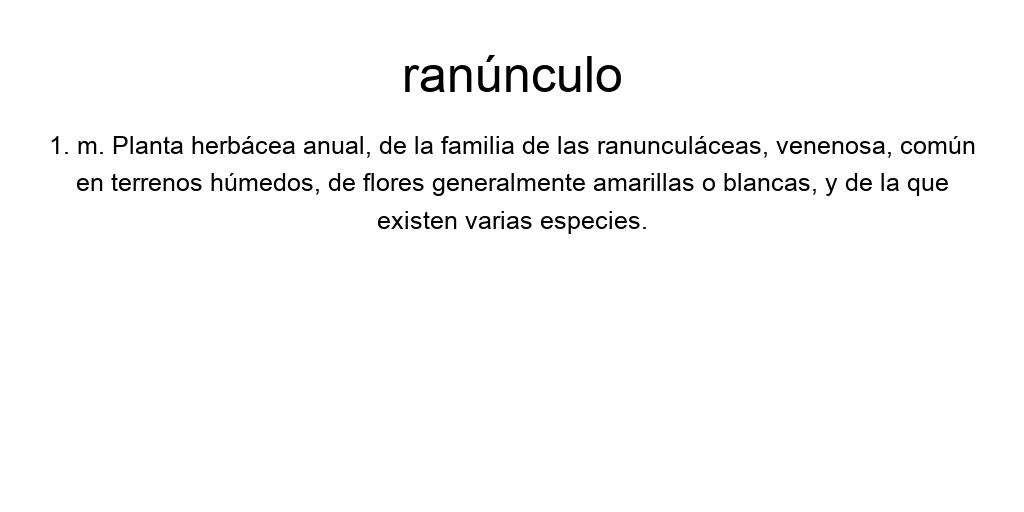 ranúnculo
1. m. Planta herbácea anual, de la familia de las ranunculáceas, venenosa, común
en terrenos húmedos, de flores generalmente amarillas o blancas, y de la que
existen varias especies.